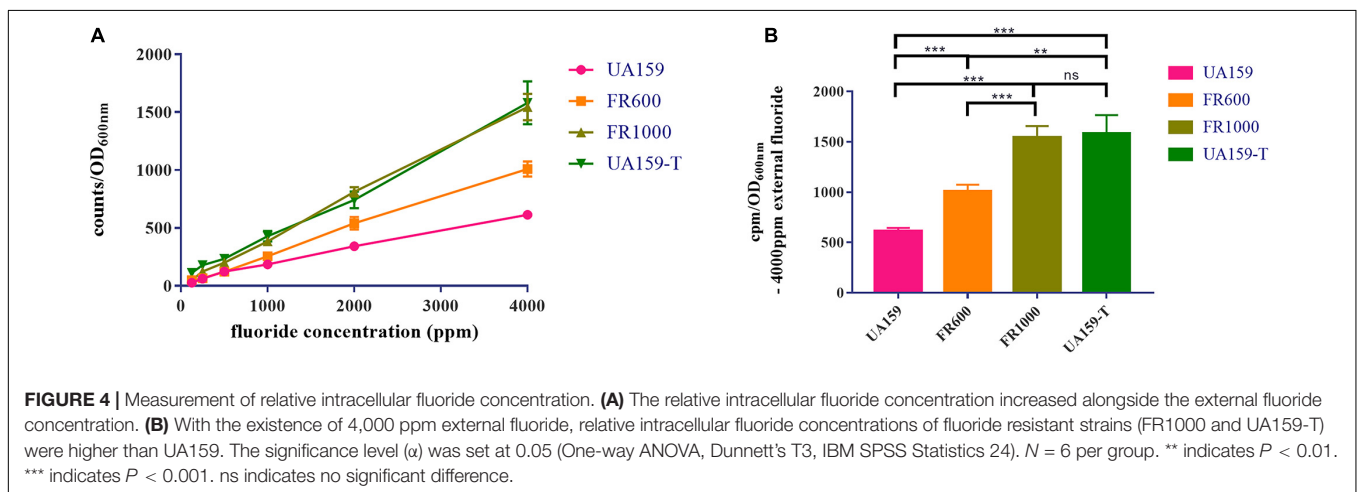 A
counts/OD600nm
2000
1500
1000
500
0
0
1000
2000
3000
4000
fluoride concentration (ppm)
UA159
FR600
FR1000
UA159-T
B
cpm/OD600nm
- 4000ppm external fluoride
***
***
**
***
ns
***
2000
1500
1000
500
0
UA159
FR600
FR1000
UA159-T
UA159
FR600
FR1000
UA159-T
FIGURE 4 | Measurement of relative intracellular fluoride concentration. (A) The relative intracellular fluoride concentration increased alongside the external fluoride
concentration. (B) With the existence of 4,000 ppm external fluoride, relative intracellular fluoride concentrations of fluoride resistant strains (FR1000 and UA159-T)
were higher than UA159. The significance level (α) was set at 0.05 (One-way ANOVA, Dunnett's T3, IBM SPSS Statistics 24). N = 6 per group. ** indicates P < 0.01.
*** indicates P < 0.001. ns indicates no significant difference.